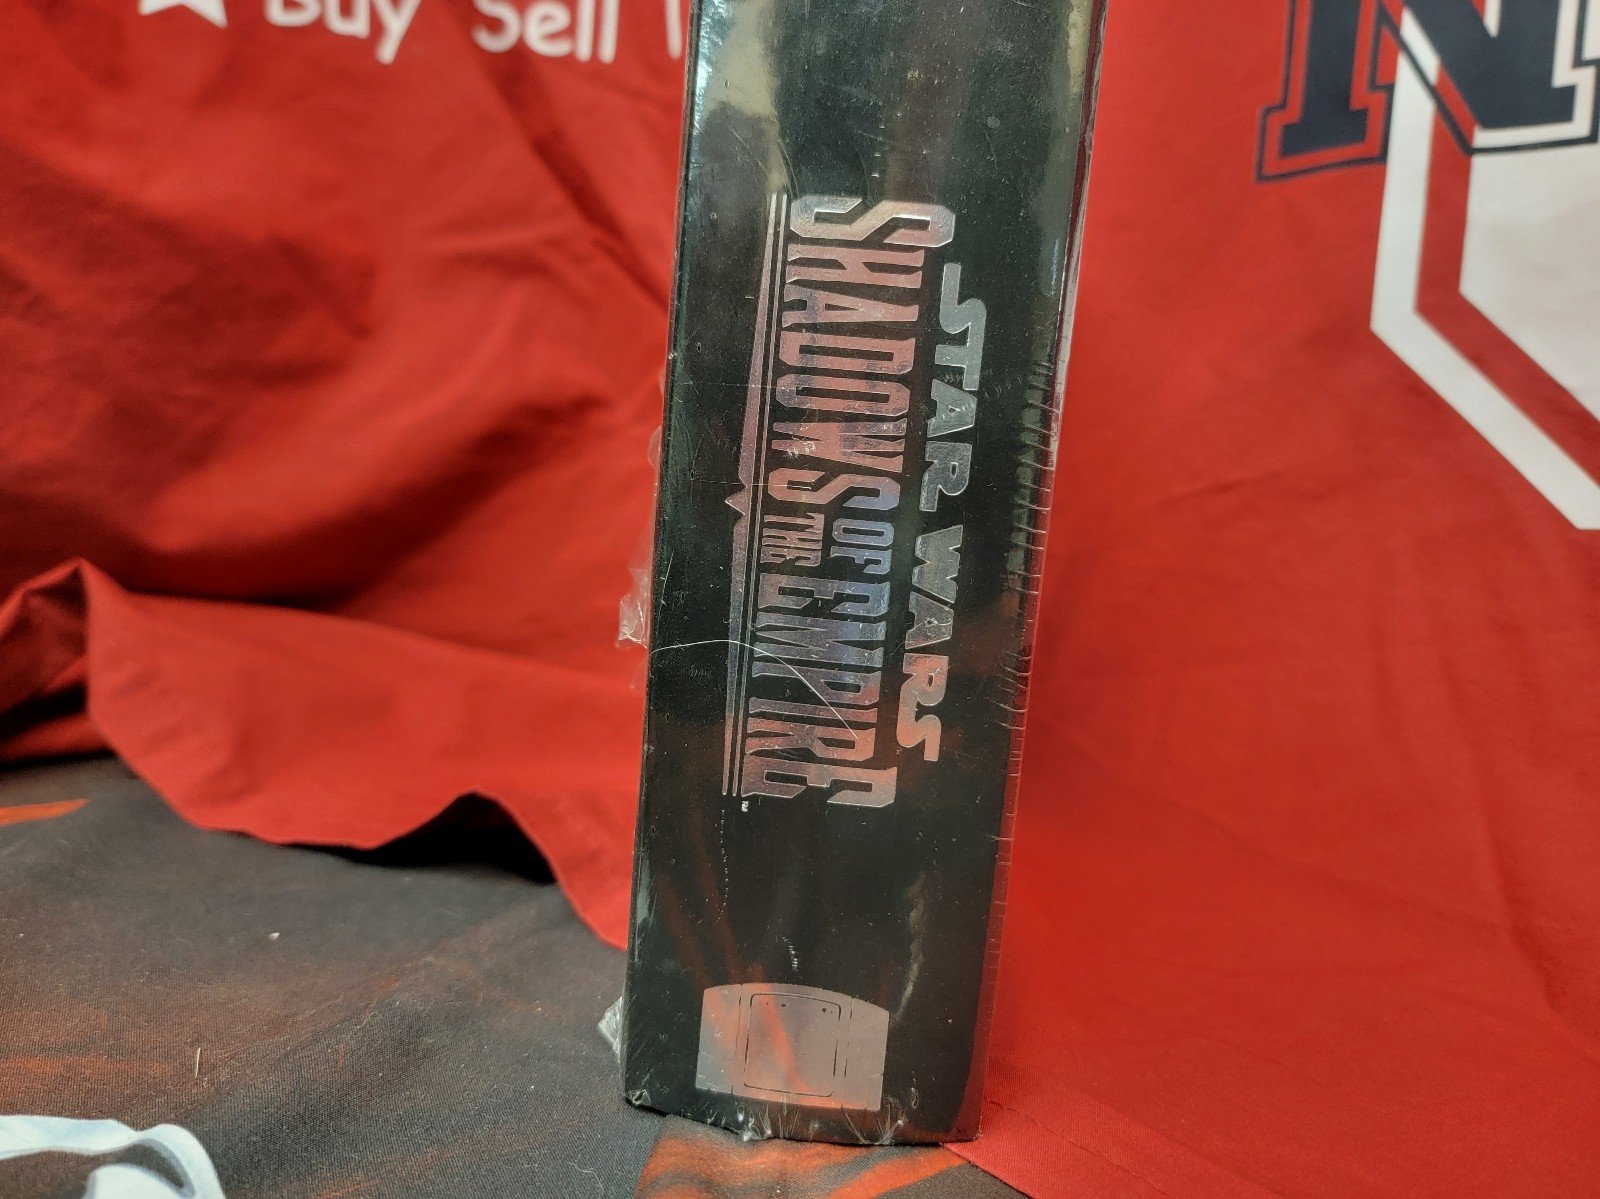 Buy Sell
N
STAR WARS
SHADOWS OF
THE EMPIRE
TM